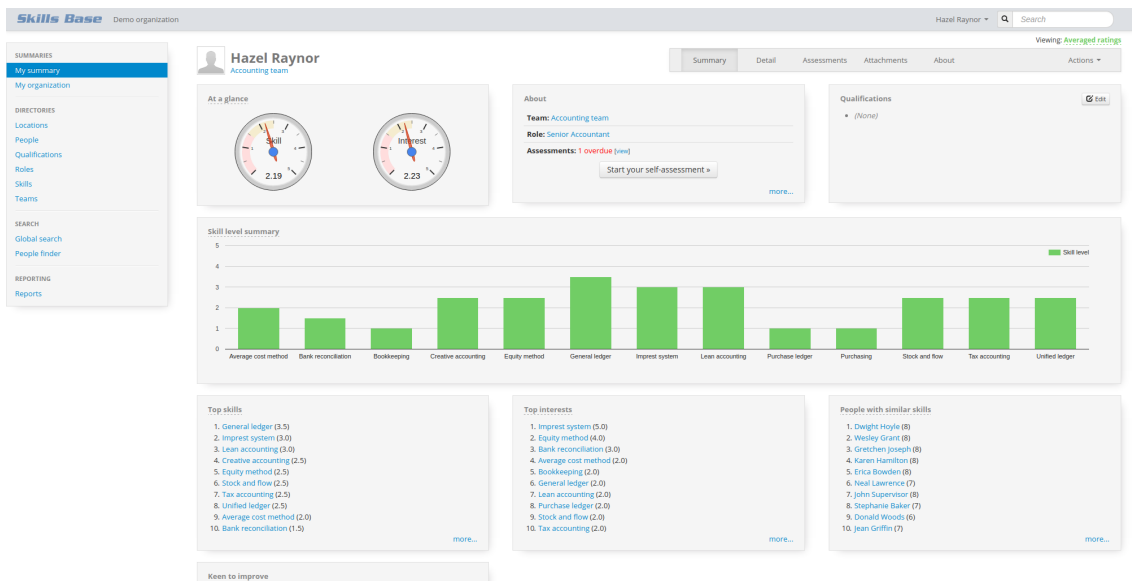 Skills Base Demo organization
Hazel Raynor
Search
Viewing: Averaged ratings
SUMMARIES
My summary
My organization
DIRECTORIES
Locations
People
Qualifications
Roles
Skills
Teams
SEARCH
Global search
People finder
REPORTING
Reports
Hazel Raynor
Accounting team
Summary Detail Assessments Attachments About Actions
At a glance
Skill
2.19
Interest
2.23
About
Team: Accounting team
Role: Senior Accountant
Assessments: 1 overdue [view]
Start your self-assessment »
more...
Qualifications
Edit
(None)
Skill level summary
Skill level
5
4
3
2
1
0
Average cost method Bank reconciliation Bookkeeping Creative accounting Equity method General ledger Imprest system Lean accounting Purchase ledger Purchasing Stock and flow Tax accounting Unified ledger
Top skills
1. General ledger (3.5)
2. Imprest system (3.0)
3. Lean accounting (3.0)
4. Creative accounting (2.5)
5. Equity method (2.5)
6. Stock and flow (2.5)
7. Tax accounting (2.5)
8. Unified ledger (2.5)
9. Average cost method (2.0)
10. Bank reconciliation (1.5)
more...
Top interests
1. Imprest system (5.0)
2. Equity method (4.0)
3. Bank reconciliation (3.0)
4. Average cost method (2.0)
5. Bookkeeping (2.0)
6. General ledger (2.0)
7. Lean accounting (2.0)
8. Purchase ledger (2.0)
9. Stock and flow (2.0)
10. Tax accounting (2.0)
more...
People with similar skills
1. Dwight Hoyle (8)
2. Wesley Grant (8)
3. Gretchen Joseph (8)
4. Karen Hamilton (8)
5. Erica Bowden (8)
6. Neal Lawrence (7)
7. John Supervisor (8)
8. Stephanie Baker (7)
9. Donald Woods (6)
10. Jean Griffin (7)
more...
Keen to improve